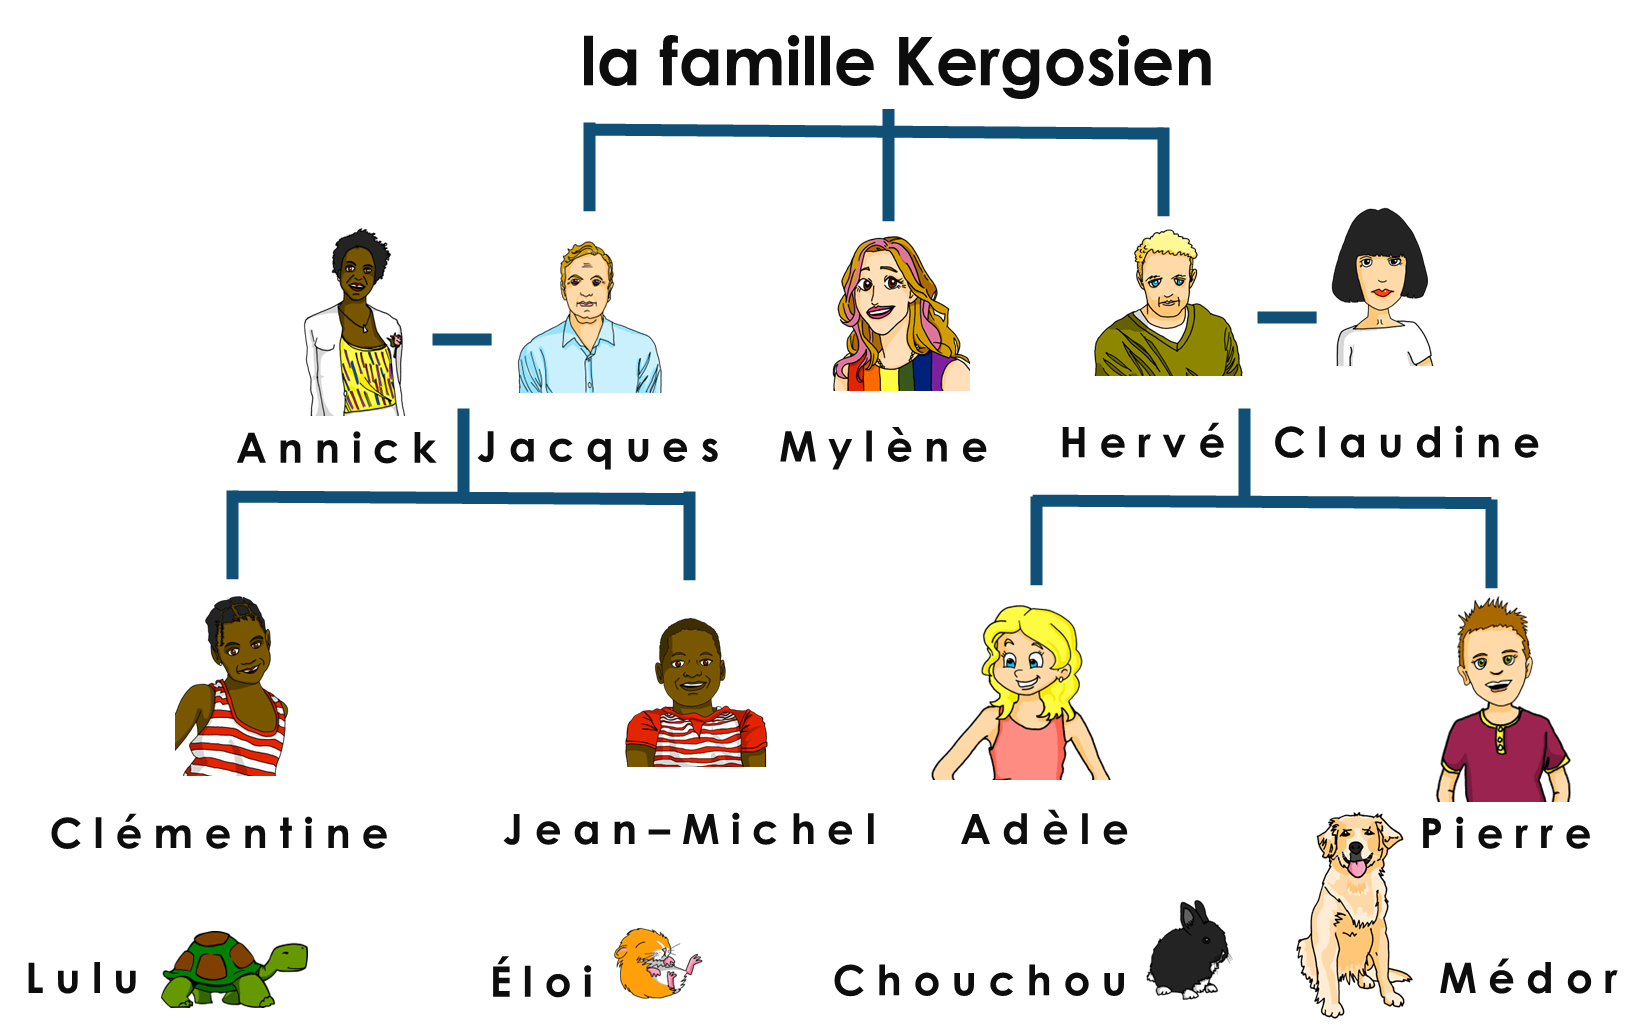 la famille Kergosien
Annick Jacques Mylène Hervé Claudine
Clémentine Jean-Michel Adèle Pierre
Lulu Éloi Chouchou Médor